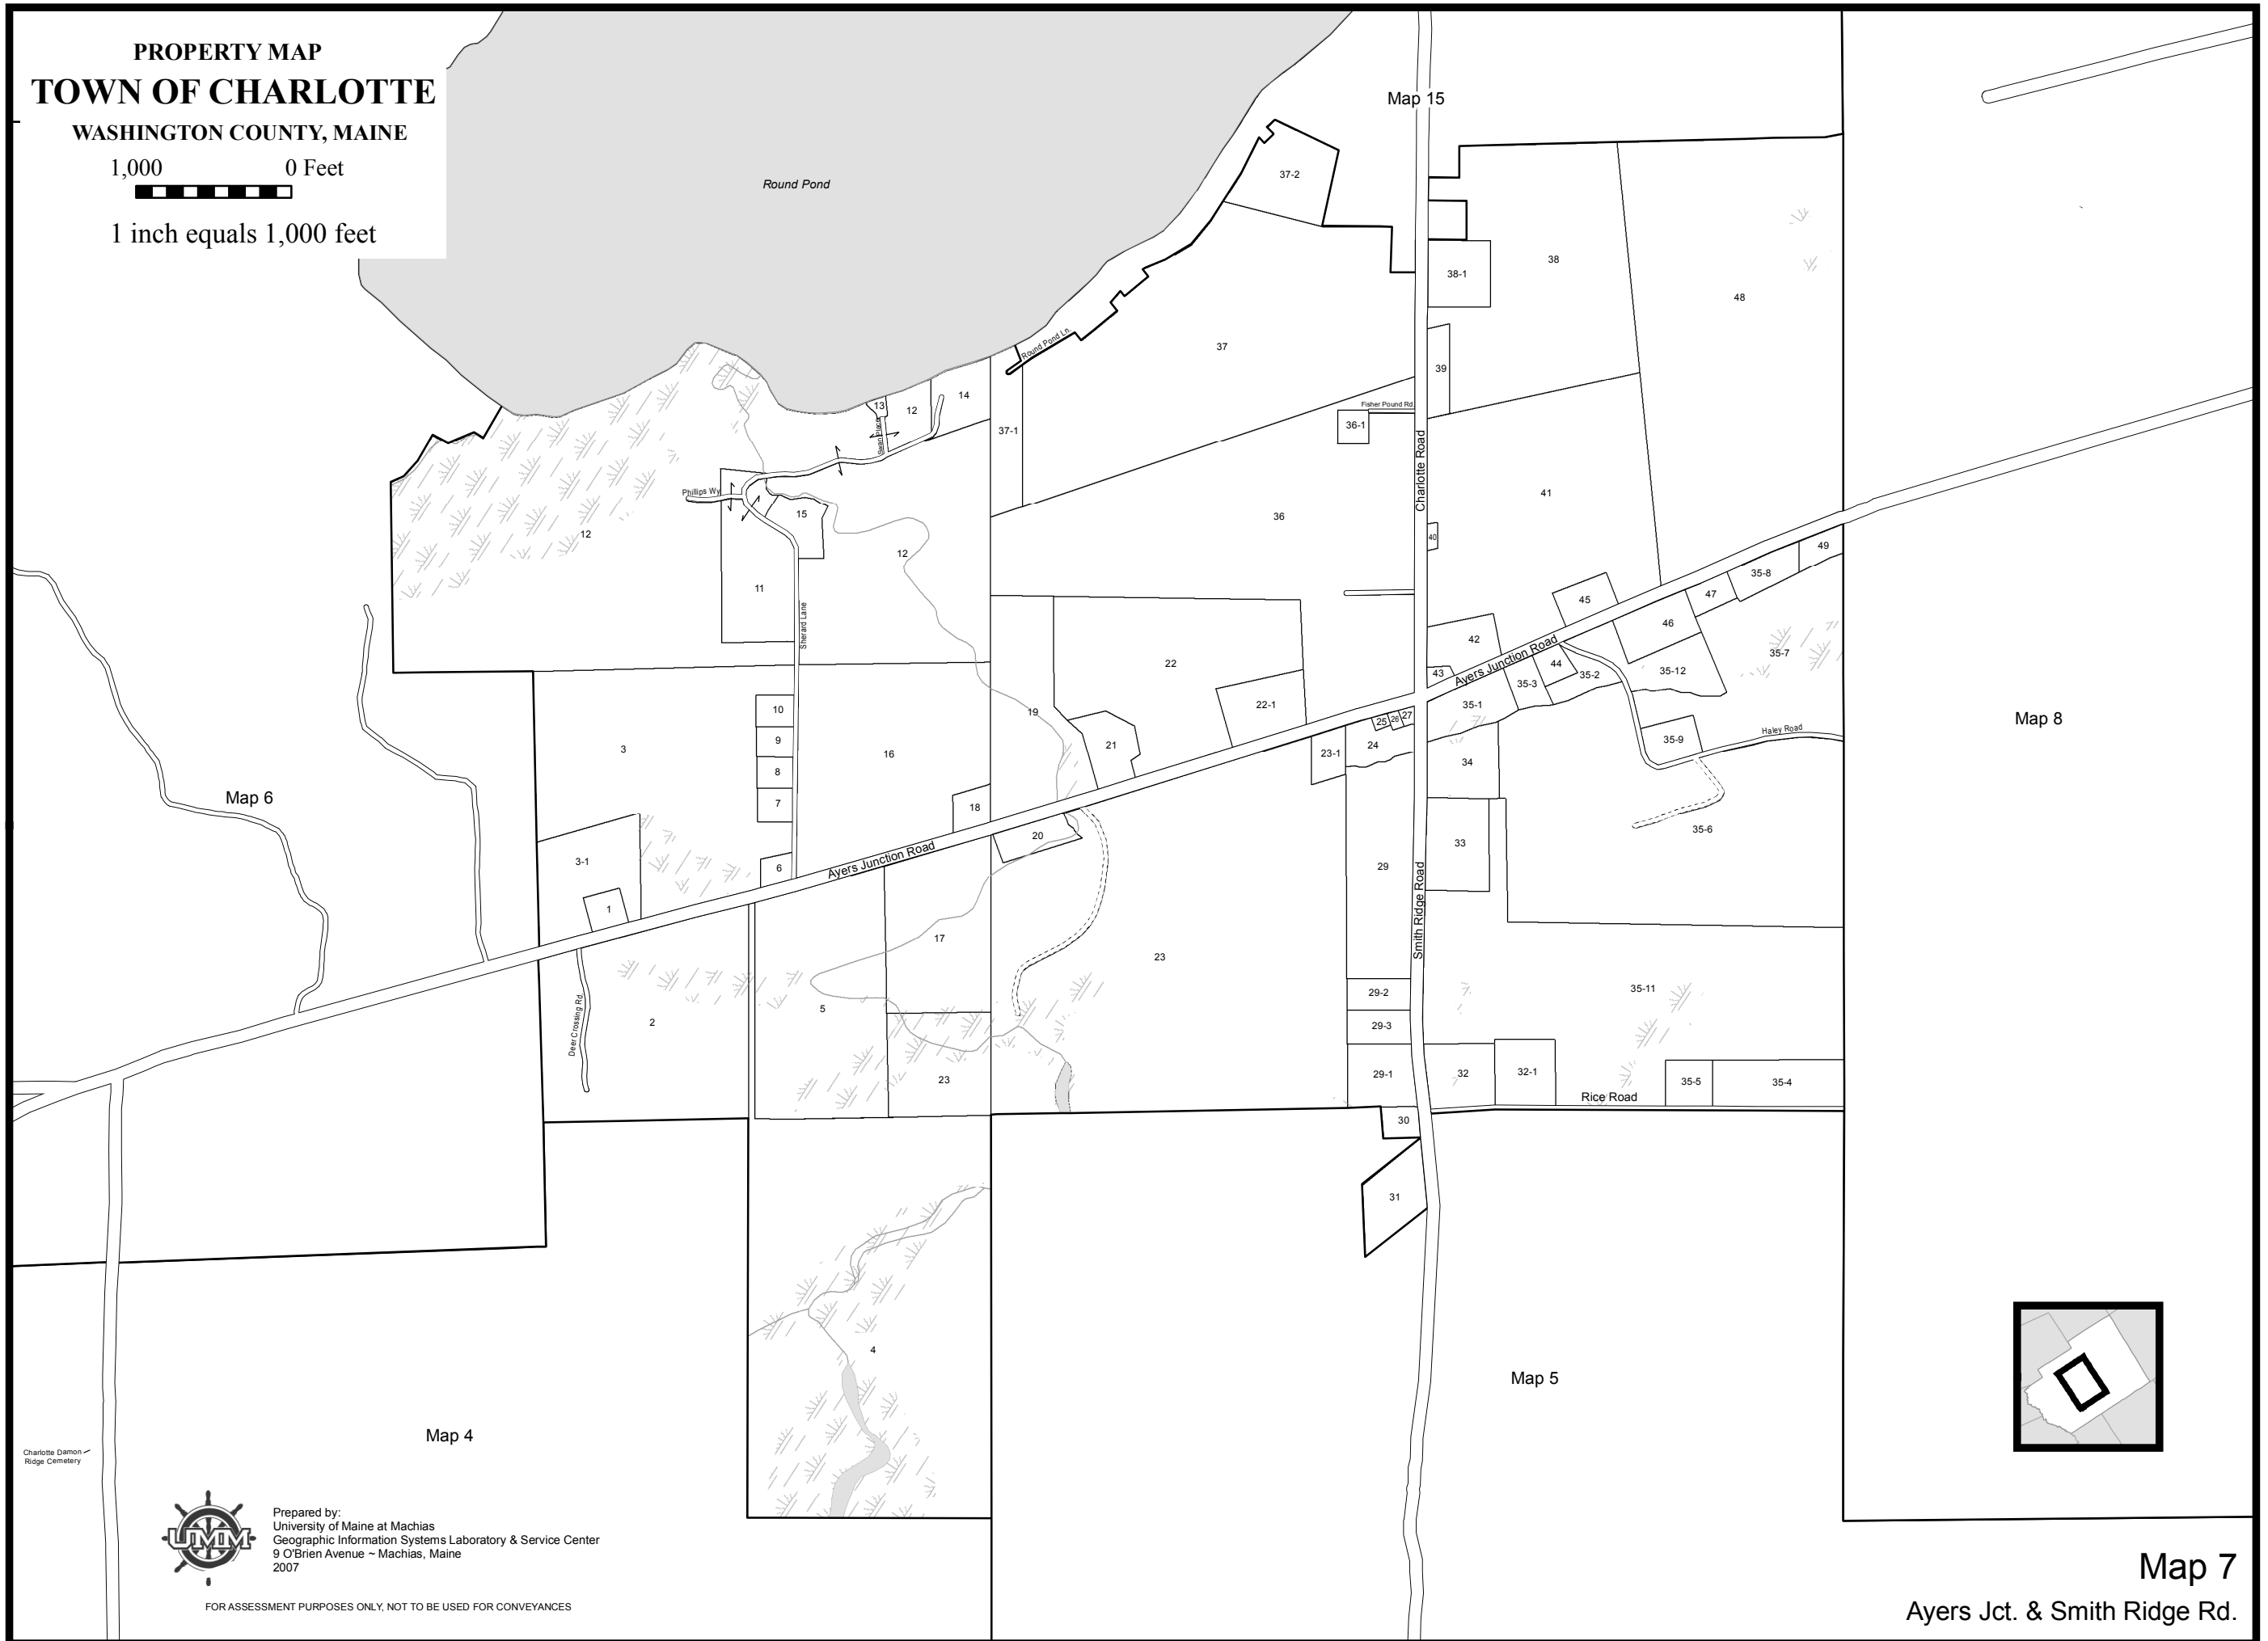 PROPERTY MAP
TOWN OF CHARLOTTE
WASHINGTON COUNTY, MAINE
1,000 0 Feet
1 inch equals 1,000 feet
Round Pond
Map 15
37-2
38
38-1
48
37
39
Round Pond Ln.
14
13
12
Swan Place
37-1
Fisher Pound Rd.
36-1
Charlotte Road
41
Phillips Wy
15
36
12
12
40
49
11
35-8
45
47
Sherard Lane
46
42
22
35-7
Ayers Junction Road
43
44
35-2
35-12
35-3
10
19
22-1
35-1
25
26
27
Map 8
9
3
16
21
23-1
24
35-9
Haley Road
34
8
Map 6
7
18
35-6
20
33
3-1
6
Ayers Junction Road
29
Smith Ridge Road
1
17
23
29-2
35-11
5
2
Deer Crossing Rd.
29-3
23
29-1
32
32-1
35-5
35-4
Rice Road
30
31
4
Map 5
Map 4
Charlotte Damon
Ridge Cemetery
UMM
Prepared by:
University of Maine at Machias
Geographic Information Systems Laboratory & Service Center
9 O'Brien Avenue ~ Machias, Maine
2007
FOR ASSESSMENT PURPOSES ONLY, NOT TO BE USED FOR CONVEYANCES
Map 7
Ayers Jct. & Smith Ridge Rd.